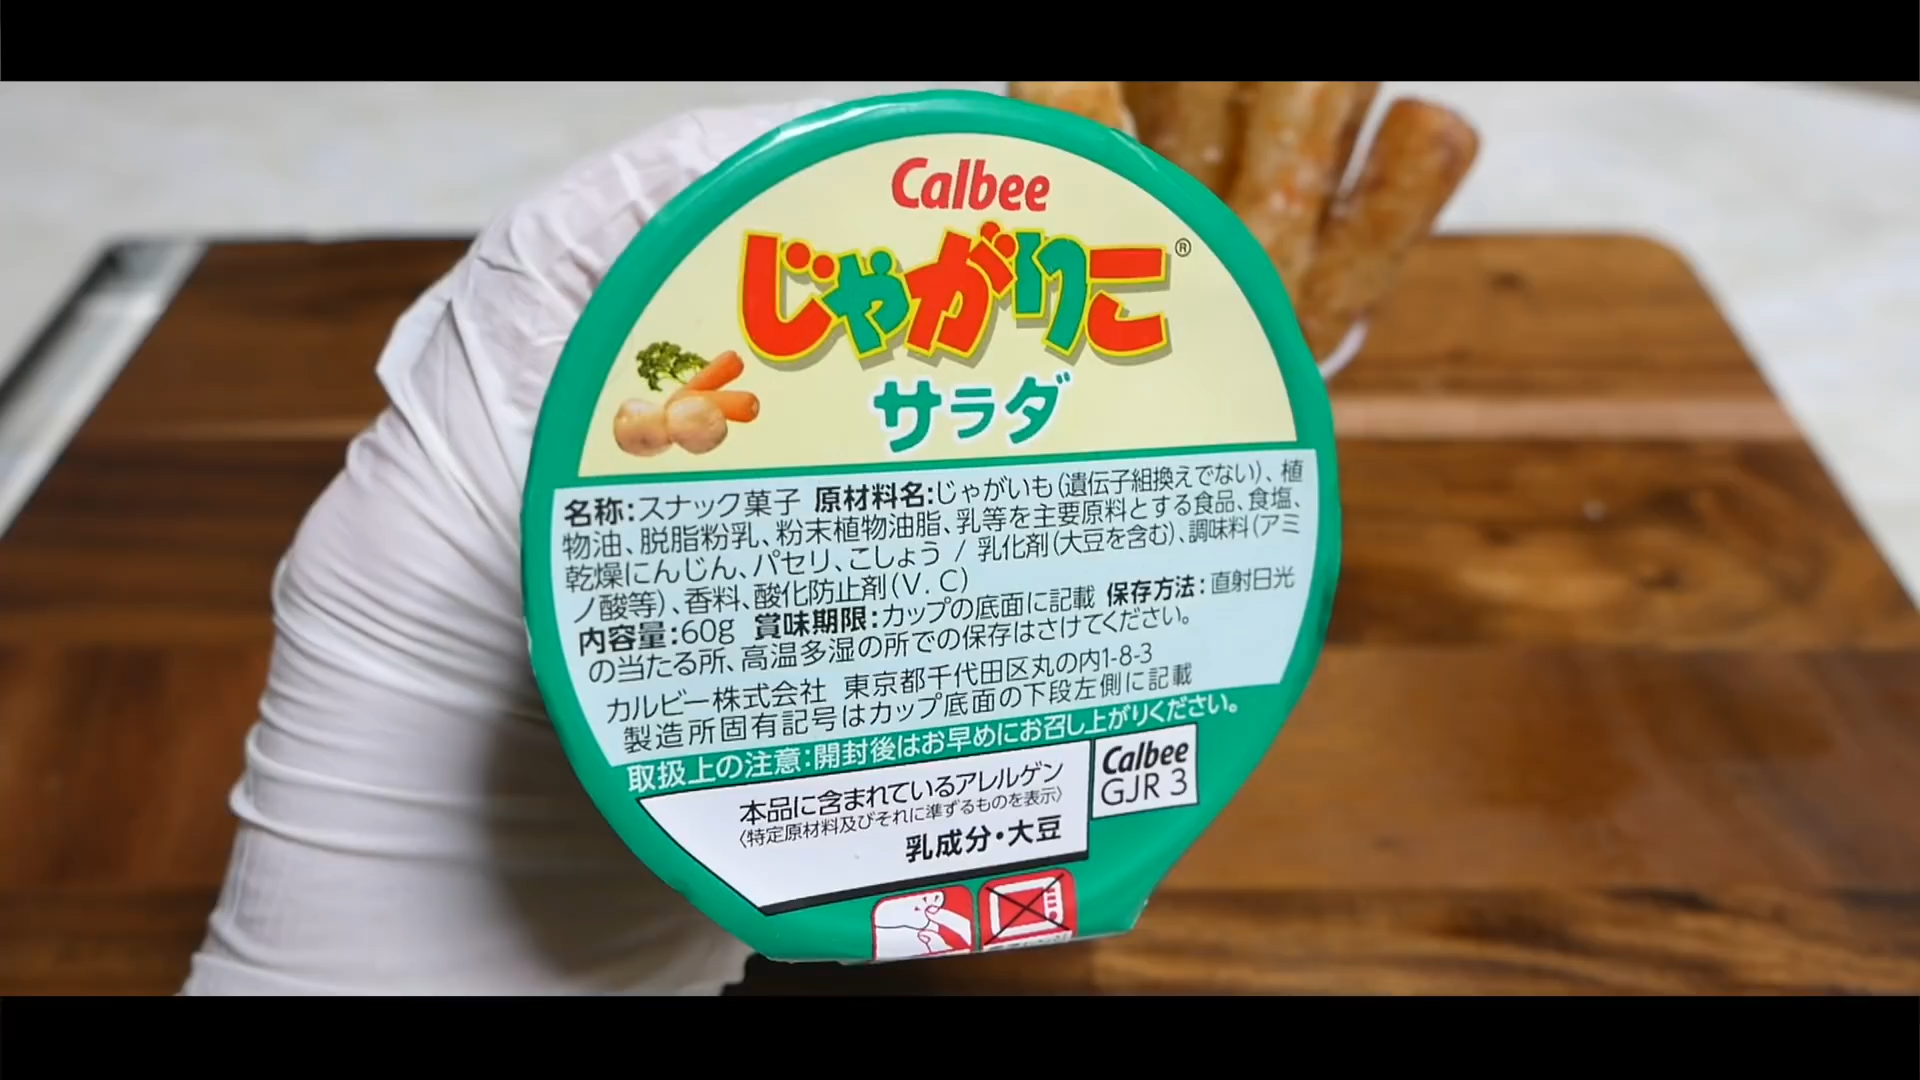 Calbee
じゃがりこ®
サラダ
名称:スナック菓子 原材料名:じゃがいも(遺伝子組換えでない)、植
物油、脱脂粉乳、粉末植物油脂、乳等を主要原料とする食品、食塩、
乾燥にんじん、パセリ、こしょう / 乳化剤(大豆を含む)、調味料(アミ
ノ酸等)、香料、酸化防止剤(V.C)
内容量:60g 賞味期限:カップの底面に記載 保存方法:直射日光
の当たる所、高温多湿の所での保存はさけてください。
カルビー株式会社 東京都千代田区丸の内1-8-3
製造所固有記号はカップ底面の下段左側に記載
取扱上の注意:開封後はお早めにお召し上がりください。
本品に含まれているアレルゲン
〈特定原材料及びそれに準ずるものを表示〉
乳成分・大豆
Calbee
GJR 3